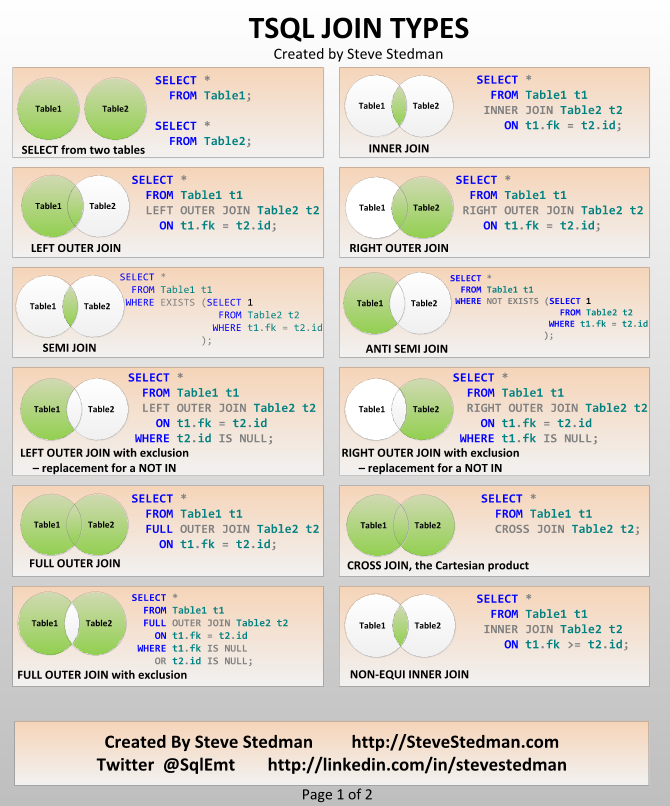 TSQL JOIN TYPES
Created by Steve Stedman
Table1 Table2
SELECT *
FROM Table1;
SELECT *
FROM Table2;
SELECT from two tables
Table1 Table2
SELECT *
FROM Table1 t1
INNER JOIN Table2 t2
ON t1.fk = t2.id;
INNER JOIN
Table1 Table2
SELECT *
FROM Table1 t1
LEFT OUTER JOIN Table2 t2
ON t1.fk = t2.id;
LEFT OUTER JOIN
Table1 Table2
SELECT *
FROM Table1 t1
RIGHT OUTER JOIN Table2 t2
ON t1.fk = t2.id;
RIGHT OUTER JOIN
Table1 Table2
SELECT *
FROM Table1 t1
WHERE EXISTS (SELECT 1
FROM Table2 t2
WHERE t1.fk = t2.id
);
SEMI JOIN
Table1 Table2
SELECT *
FROM Table1 t1
WHERE NOT EXISTS (SELECT 1
FROM Table2 t2
WHERE t1.fk = t2.id
);
ANTI SEMI JOIN
Table1 Table2
SELECT *
FROM Table1 t1
LEFT OUTER JOIN Table2 t2
ON t1.fk = t2.id
WHERE t2.id IS NULL;
LEFT OUTER JOIN with exclusion
– replacement for a NOT IN
Table1 Table2
SELECT *
FROM Table1 t1
RIGHT OUTER JOIN Table2 t2
ON t1.fk = t2.id
WHERE t1.fk IS NULL;
RIGHT OUTER JOIN with exclusion
– replacement for a NOT IN
Table1 Table2
SELECT *
FROM Table1 t1
FULL OUTER JOIN Table2 t2
ON t1.fk = t2.id;
FULL OUTER JOIN
Table1 Table2
SELECT *
FROM Table1 t1
CROSS JOIN Table2 t2;
CROSS JOIN, the Cartesian product
Table1 Table2
SELECT *
FROM Table1 t1
FULL OUTER JOIN Table2 t2
ON t1.fk = t2.id
WHERE t1.fk IS NULL
OR t2.id IS NULL;
FULL OUTER JOIN with exclusion
Table1 Table2
SELECT *
FROM Table1 t1
INNER JOIN Table2 t2
ON t1.fk >= t2.id;
NON-EQUI INNER JOIN
Created By Steve Stedman http://SteveStedman.com
Twitter @SqlEmt http://linkedin.com/in/stevestedman
Page 1 of 2